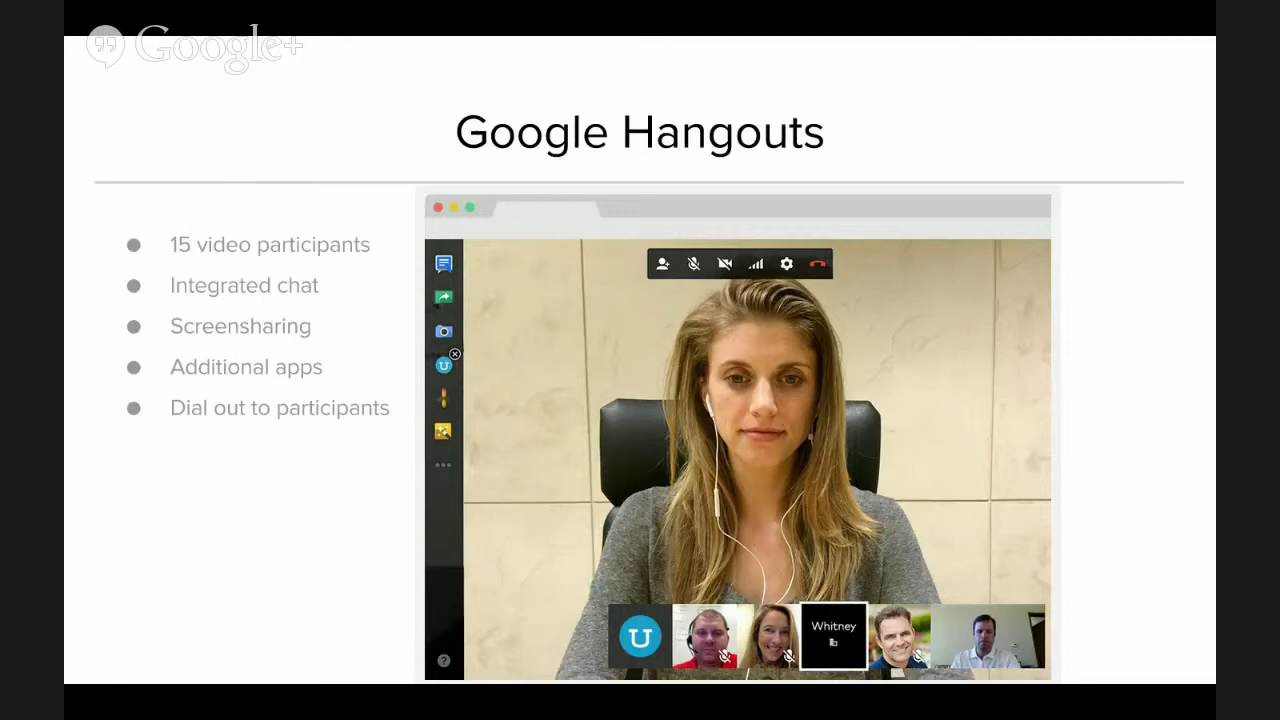 Google+
Google Hangouts
15 video participants
Integrated chat
Screensharing
Additional apps
Dial out to participants
U
U
Whitney
?